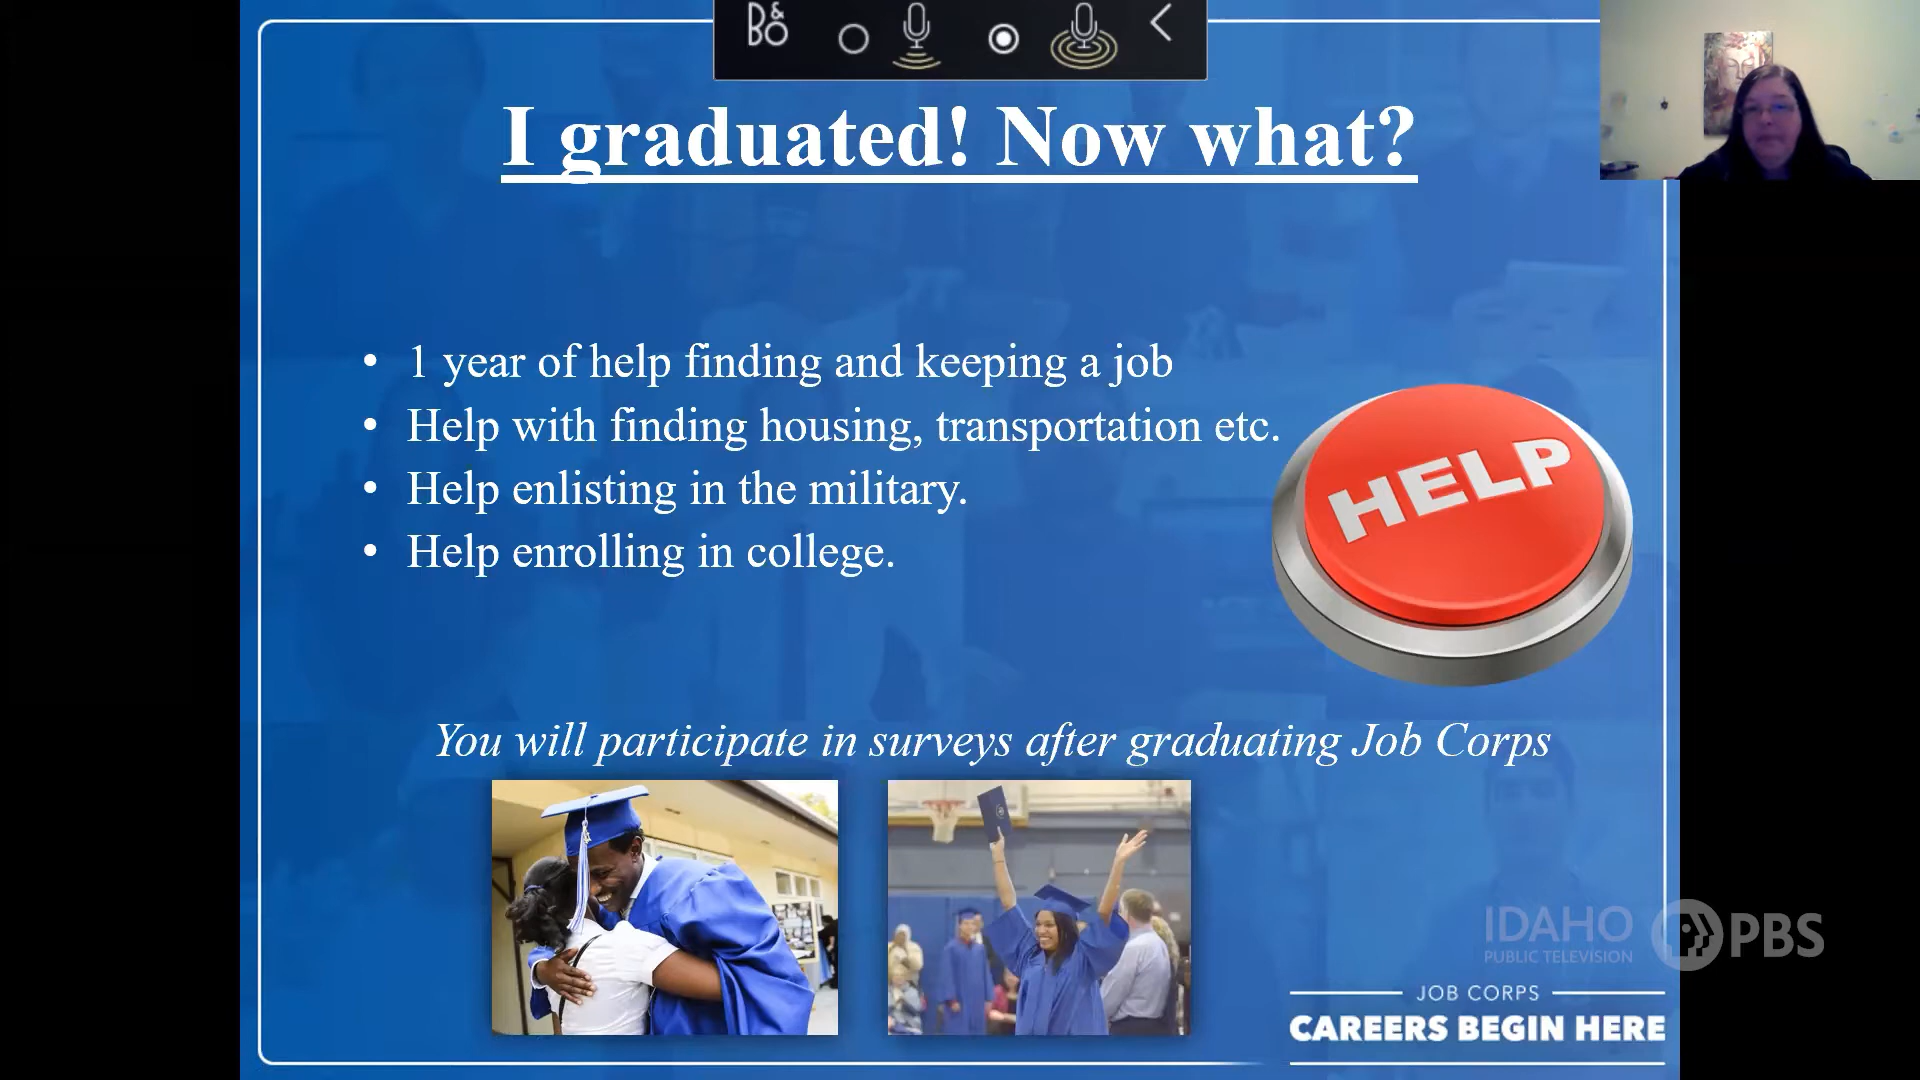 B&O
I graduated! Now what?
• 1 year of help finding and keeping a job
• Help with finding housing, transportation etc.
• Help enlisting in the military.
• Help enrolling in college.
HELP
You will participate in surveys after graduating Job Corps
IDAHO
PUBLIC TELEVISION
PBS
JOB CORPS
CAREERS BEGIN HERE